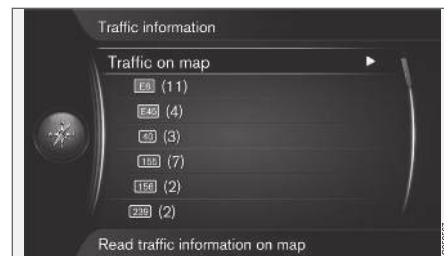 Traffic information
Traffic on map
E6 (11)
E45 (4)
40 (3)
155 (7)
156 (2)
239 (2)
Read traffic information on map